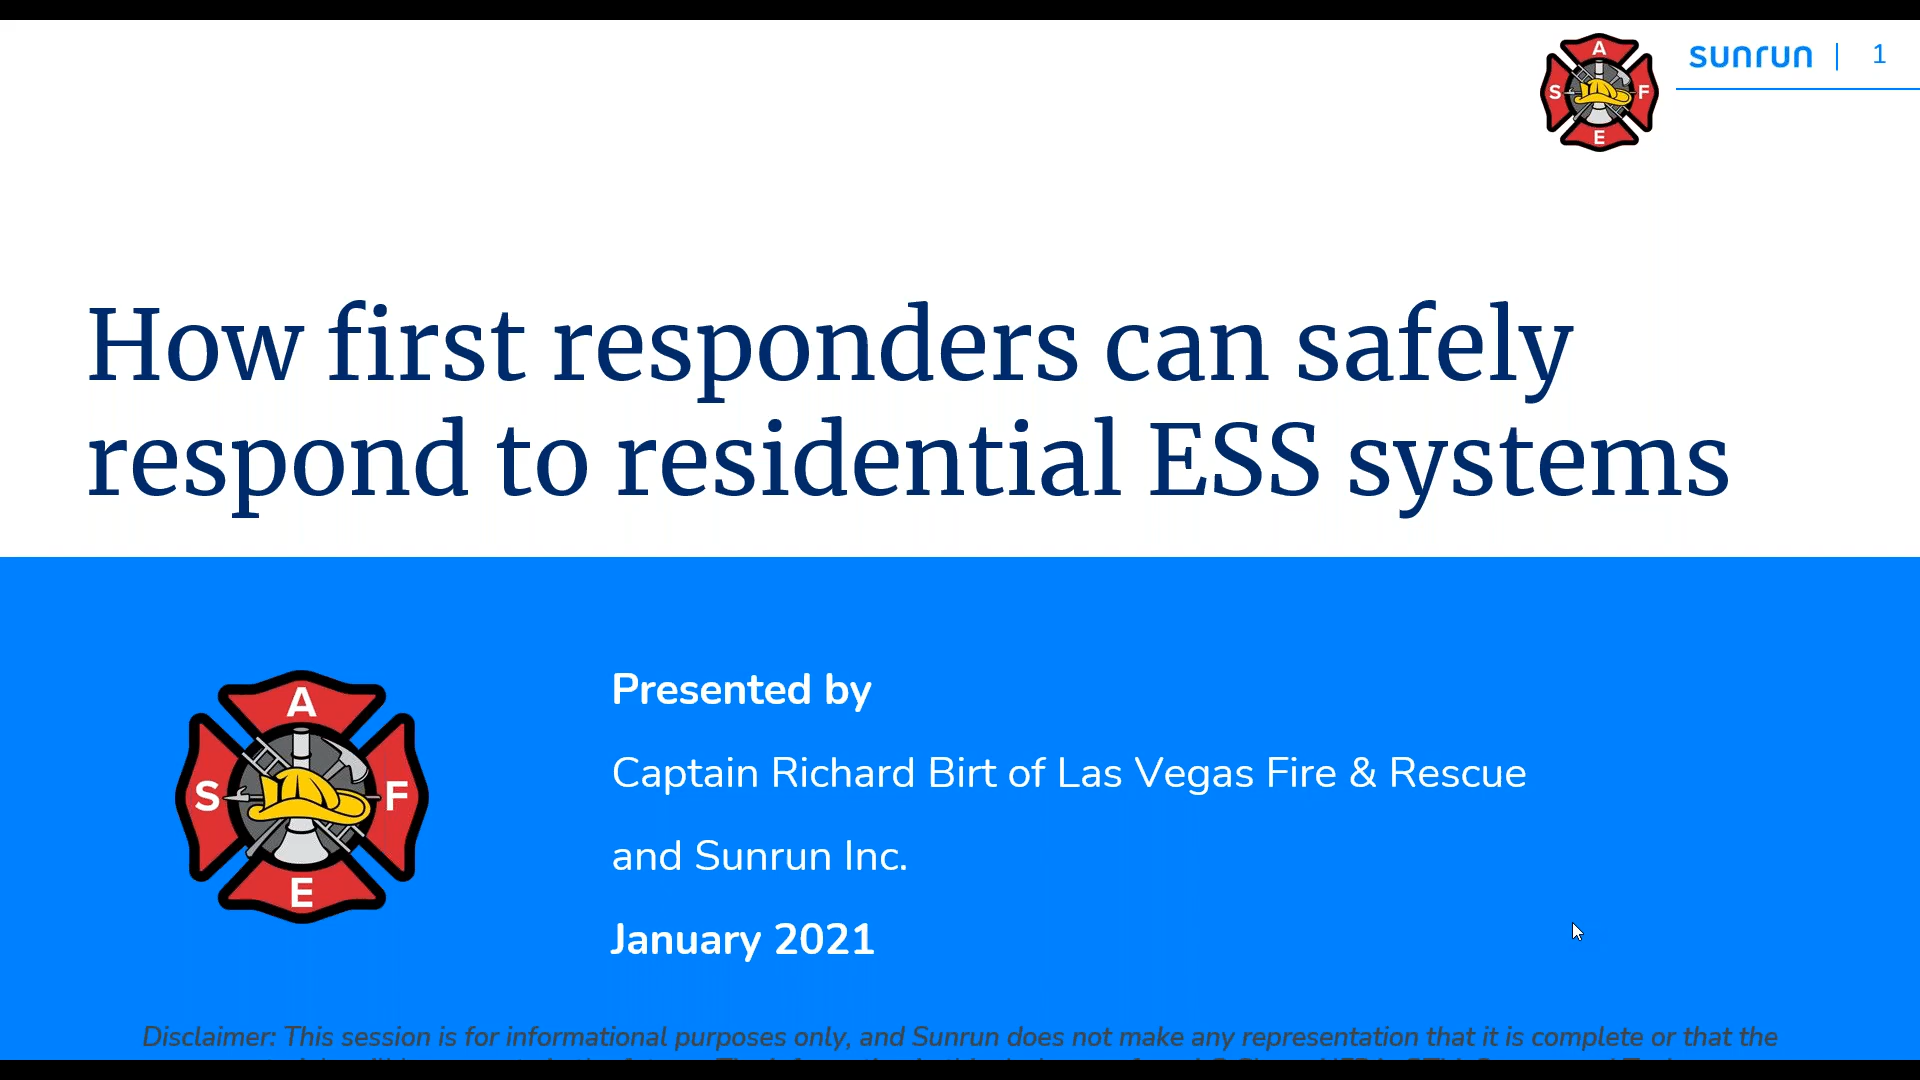 A
S F
E
sunrun | 1
How first responders can safely
respond to residential ESS systems
A
S F
E
Presented by
Captain Richard Birt of Las Vegas Fire & Rescue
and Sunrun Inc.
January 2021
Disclaimer: This session is for informational purposes only, and Sunrun does not make any representation that it is complete or that the